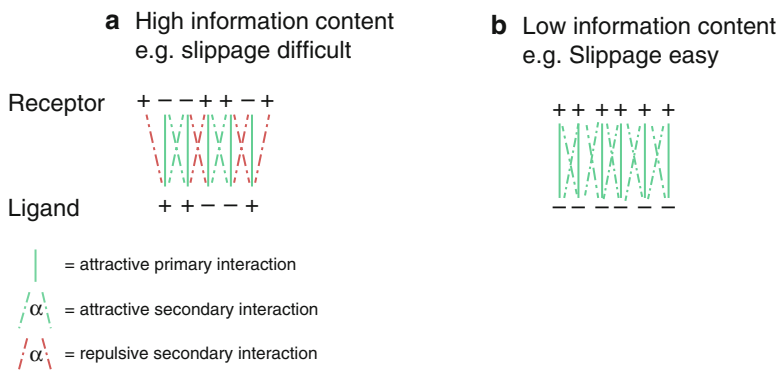 a High information content
e.g. slippage difficult
b Low information content
e.g. Slippage easy
Receptor + − − + + − +
Ligand + + − − +
+ + + + + +
− − − − − −
= attractive primary interaction
α = attractive secondary interaction
α = repulsive secondary interaction